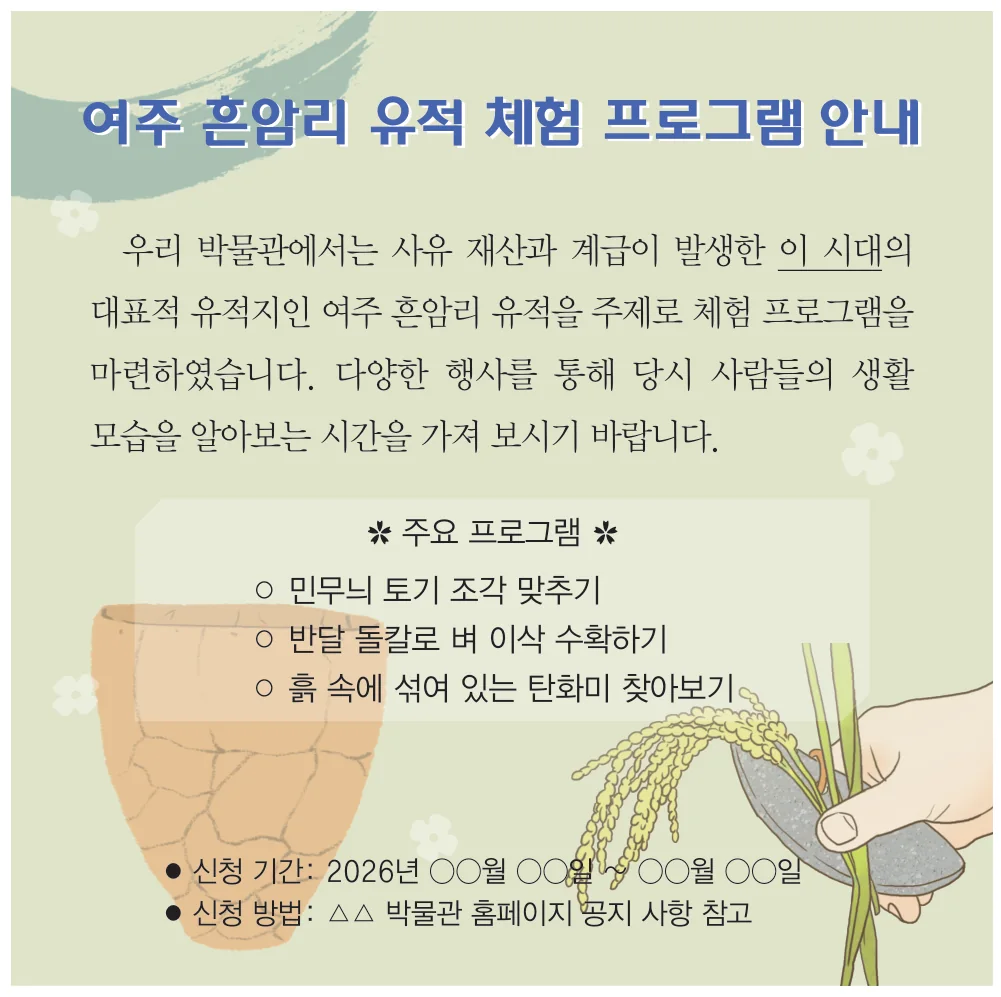 여주 흔암리 유적 체험 프로그램 안내
우리 박물관에서는 사유 재산과 계급이 발생한 이 시대의
대표적 유적지인 여주 흔암리 유적을 주제로 체험 프로그램을
마련하였습니다. 다양한 행사를 통해 당시 사람들의 생활
모습을 알아보는 시간을 가져 보시기 바랍니다.
✲ 주요 프로그램 ✲
○ 민무늬 토기 조각 맞추기
○ 반달 돌칼로 벼 이삭 수확하기
○ 흙 속에 섞여 있는 탄화미 찾아보기
● 신청 기간: 2026년 ○○월 ○○일 ~ ○○월 ○○일
● 신청 방법: △△ 박물관 홈페이지 공지 사항 참고